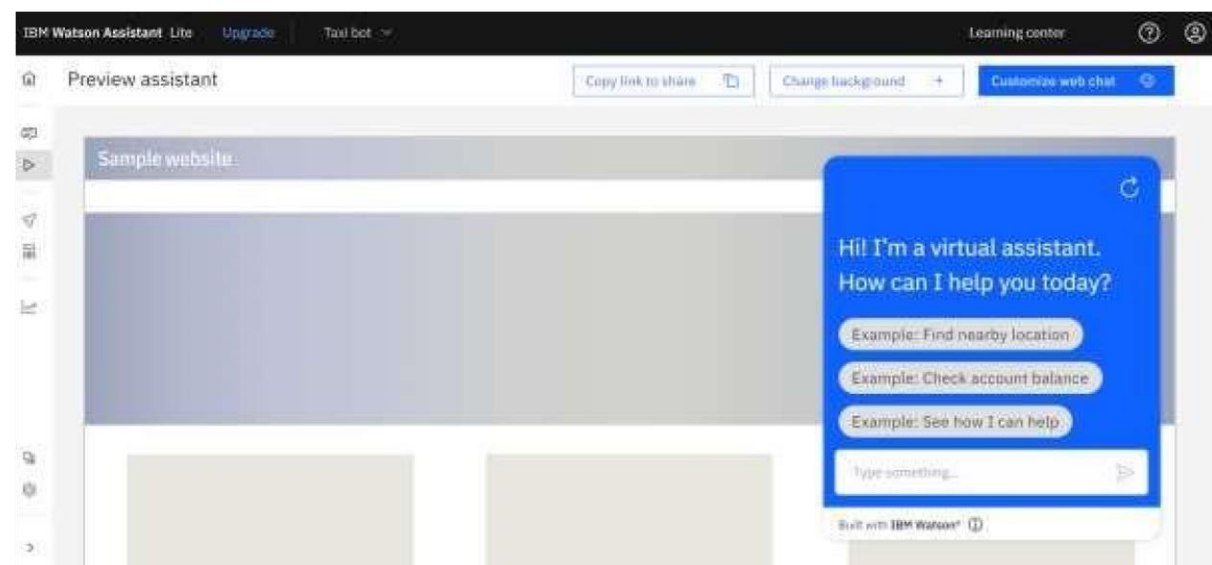 IBM Watson Assistant Lite Upgrade Taxi bot Learning center
Preview assistant Copy link to share Change background + Customize web chat
Sample website
Hi! I'm a virtual assistant.
How can I help you today?
Example: Find nearby location
Example: Check account balance
Example: See how I can help
Type something...
Built with IBM Watson®